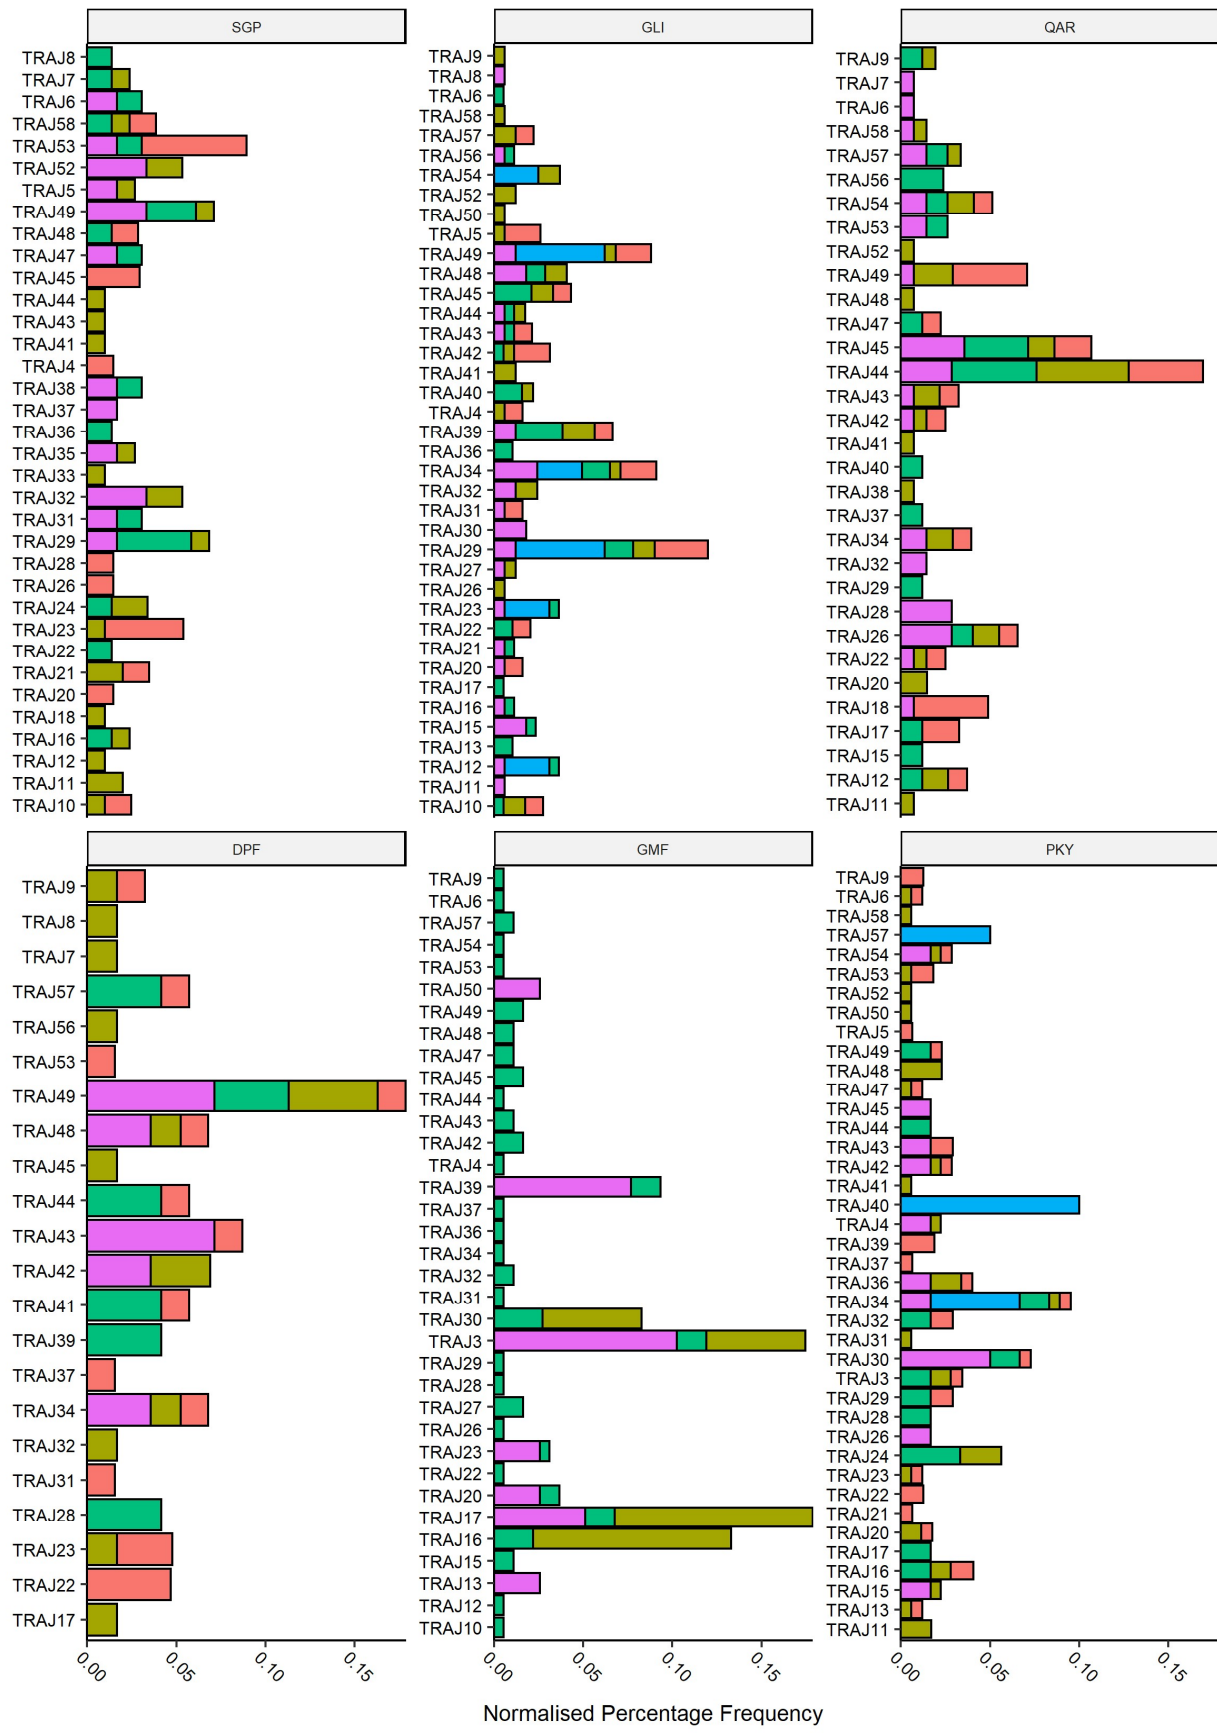 SGP
TRAJ8
TRAJ7
TRAJ6
TRAJ58
TRAJ53
TRAJ52
TRAJ5
TRAJ49
TRAJ48
TRAJ47
TRAJ45
TRAJ44
TRAJ43
TRAJ41
TRAJ4
TRAJ38
TRAJ37
TRAJ36
TRAJ35
TRAJ33
TRAJ32
TRAJ31
TRAJ29
TRAJ28
TRAJ26
TRAJ24
TRAJ23
TRAJ22
TRAJ21
TRAJ20
TRAJ18
TRAJ16
TRAJ12
TRAJ11
TRAJ10
GLI
TRAJ9
TRAJ8
TRAJ6
TRAJ58
TRAJ57
TRAJ56
TRAJ54
TRAJ52
TRAJ50
TRAJ5
TRAJ49
TRAJ48
TRAJ45
TRAJ44
TRAJ43
TRAJ42
TRAJ41
TRAJ40
TRAJ4
TRAJ39
TRAJ36
TRAJ34
TRAJ32
TRAJ31
TRAJ30
TRAJ29
TRAJ27
TRAJ26
TRAJ23
TRAJ22
TRAJ21
TRAJ20
TRAJ17
TRAJ16
TRAJ15
TRAJ13
TRAJ12
TRAJ11
TRAJ10
QAR
TRAJ9
TRAJ7
TRAJ6
TRAJ58
TRAJ57
TRAJ56
TRAJ54
TRAJ53
TRAJ52
TRAJ49
TRAJ48
TRAJ47
TRAJ45
TRAJ44
TRAJ43
TRAJ42
TRAJ41
TRAJ40
TRAJ38
TRAJ37
TRAJ34
TRAJ32
TRAJ29
TRAJ28
TRAJ26
TRAJ22
TRAJ20
TRAJ18
TRAJ17
TRAJ15
TRAJ12
TRAJ11
DPF
TRAJ9
TRAJ8
TRAJ7
TRAJ57
TRAJ56
TRAJ53
TRAJ49
TRAJ48
TRAJ45
TRAJ44
TRAJ43
TRAJ42
TRAJ41
TRAJ39
TRAJ37
TRAJ34
TRAJ32
TRAJ31
TRAJ28
TRAJ23
TRAJ22
TRAJ17
0.00 0.05 0.10 0.15
GMF
TRAJ9
TRAJ6
TRAJ57
TRAJ54
TRAJ53
TRAJ50
TRAJ49
TRAJ48
TRAJ47
TRAJ45
TRAJ44
TRAJ43
TRAJ42
TRAJ4
TRAJ39
TRAJ37
TRAJ36
TRAJ34
TRAJ32
TRAJ31
TRAJ30
TRAJ3
TRAJ29
TRAJ28
TRAJ27
TRAJ26
TRAJ23
TRAJ22
TRAJ20
TRAJ17
TRAJ16
TRAJ15
TRAJ13
TRAJ12
TRAJ10
0.00 0.05 0.10 0.15
PKY
TRAJ9
TRAJ6
TRAJ58
TRAJ57
TRAJ54
TRAJ53
TRAJ52
TRAJ50
TRAJ5
TRAJ49
TRAJ48
TRAJ47
TRAJ45
TRAJ44
TRAJ43
TRAJ42
TRAJ41
TRAJ40
TRAJ4
TRAJ39
TRAJ37
TRAJ36
TRAJ34
TRAJ32
TRAJ31
TRAJ30
TRAJ3
TRAJ29
TRAJ28
TRAJ26
TRAJ24
TRAJ23
TRAJ22
TRAJ21
TRAJ20
TRAJ17
TRAJ16
TRAJ15
TRAJ13
TRAJ11
0.00 0.05 0.10 0.15
Normalised Percentage Frequency